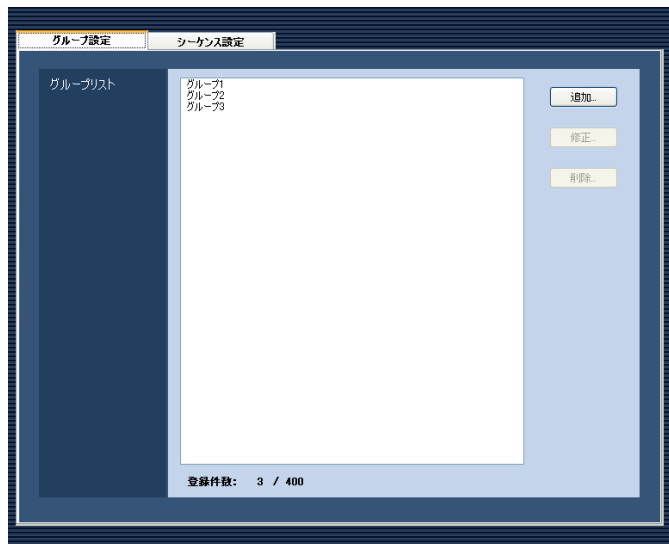 グループ設定
シーケンス設定
グループリスト
グループ1
グループ2
グループ3
追加...
修正...
削除...
登録件数: 3 / 400